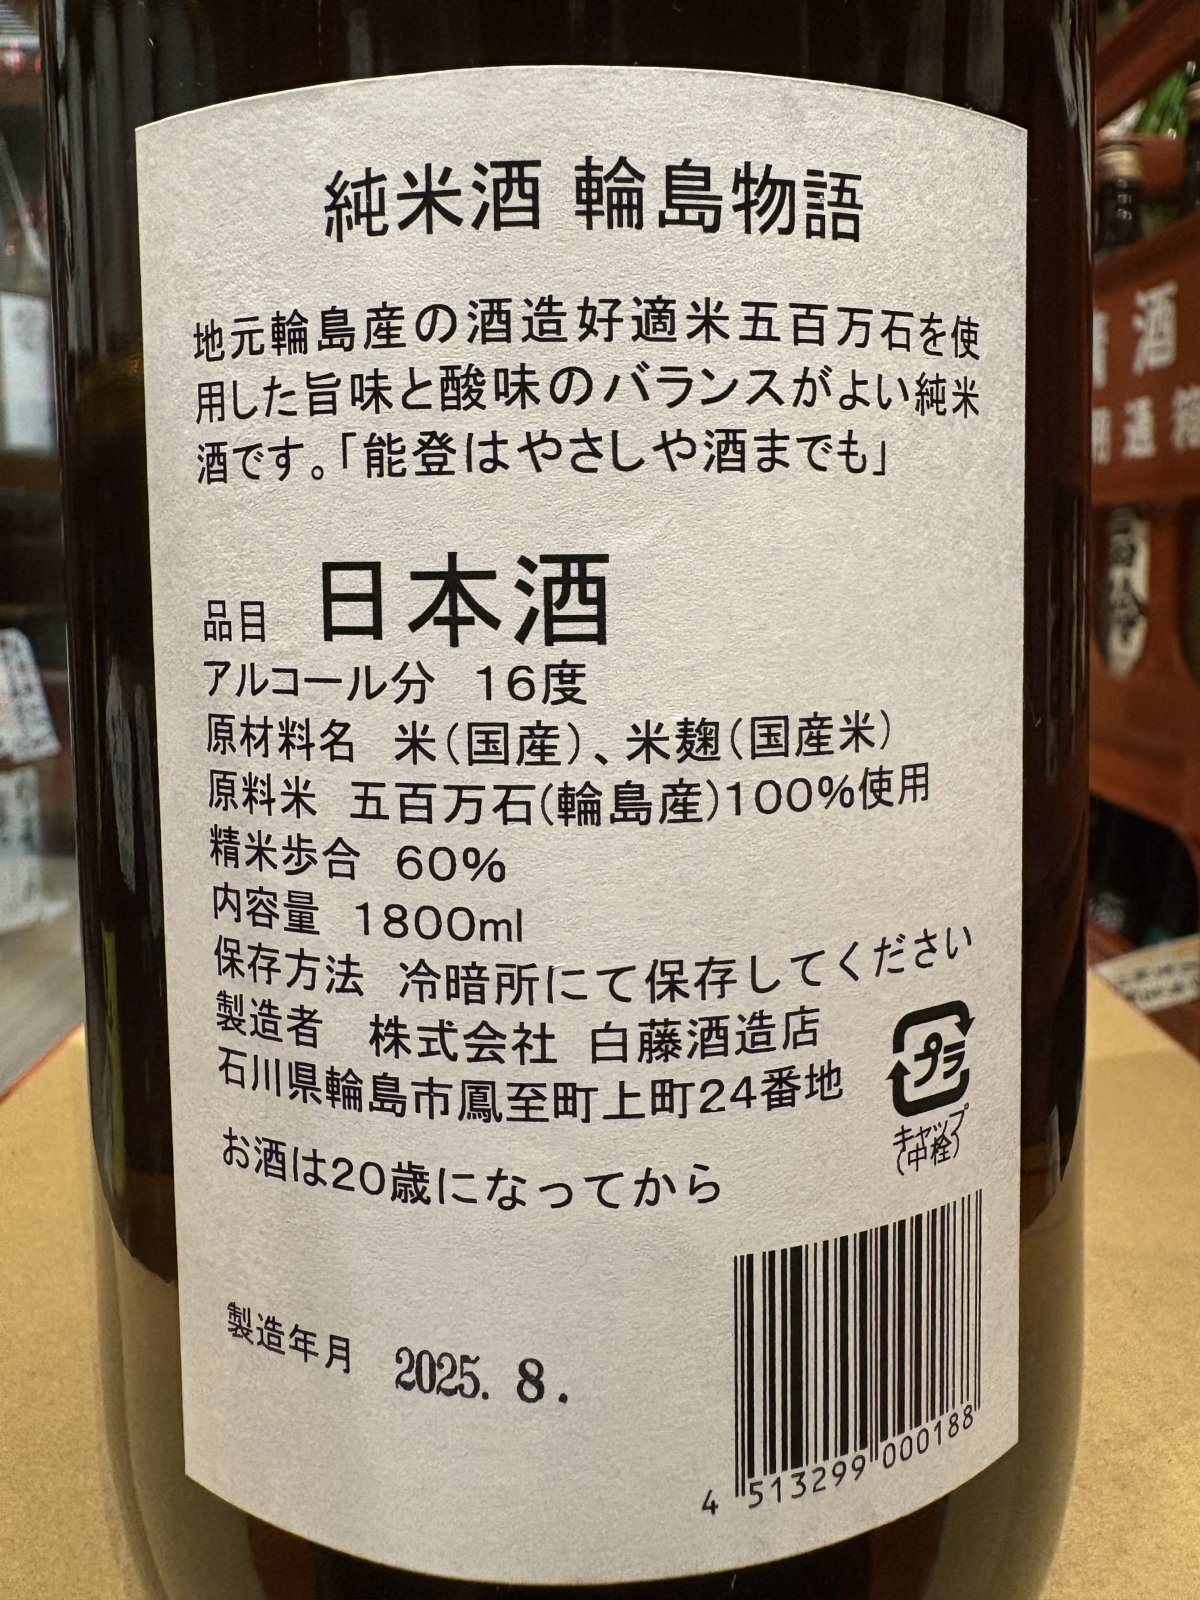 純米酒 輪島物語
地元輪島産の酒造好適米五百万石を使
用した旨味と酸味のバランスがよい純米
酒です。「能登はやさしや酒までも」
品目 日本酒
アルコール分 16度
原材料名 米(国産)、米麹(国産米)
原料米 五百万石(輪島産)100%使用
精米歩合 60%
内容量 1800ml
保存方法 冷暗所にて保存してください
製造者 株式会社 白藤酒造店
石川県輪島市鳳至町上町24番地
プラ
キャップ
(中栓)
お酒は20歳になってから
製造年月 2025. 8.
4 513299 000188
酒